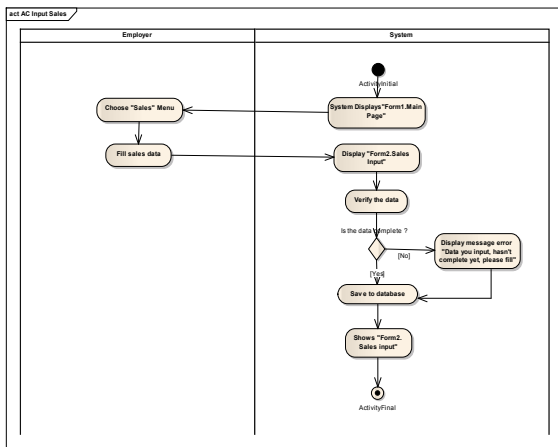 act AC Input Sales
Employer
System
ActivityInitial
System Displays"Form1.Main
Page"
Choose "Sales" Menu
Fill sales data
Display "Form2.Sales
Input"
Verify the data
Is the data complete ?
[No]
Display message error
"Data you input, hasn't
complete yet, please fill"
[Yes]
Save to database
Shows "Form2.
Sales input"
ActivityFinal